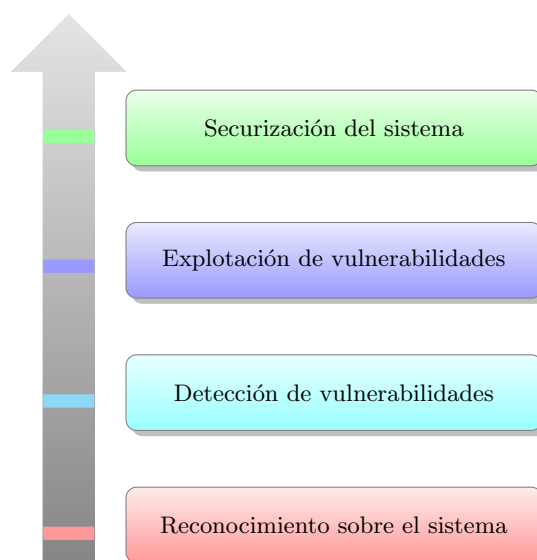 Securización del sistema
Explotación de vulnerabilidades
Detección de vulnerabilidades
Reconocimiento sobre el sistema